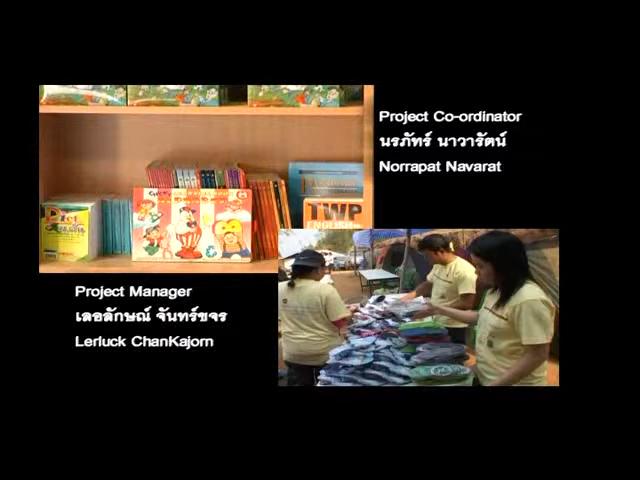 Project Co-ordinator
นรภัทร์ นาวารัตน์
Norrapat Navarat
TWP
ENGLISH
Project Manager
เลอลักษณ์ จันทร์ขจร
Lerluck ChanKajorn